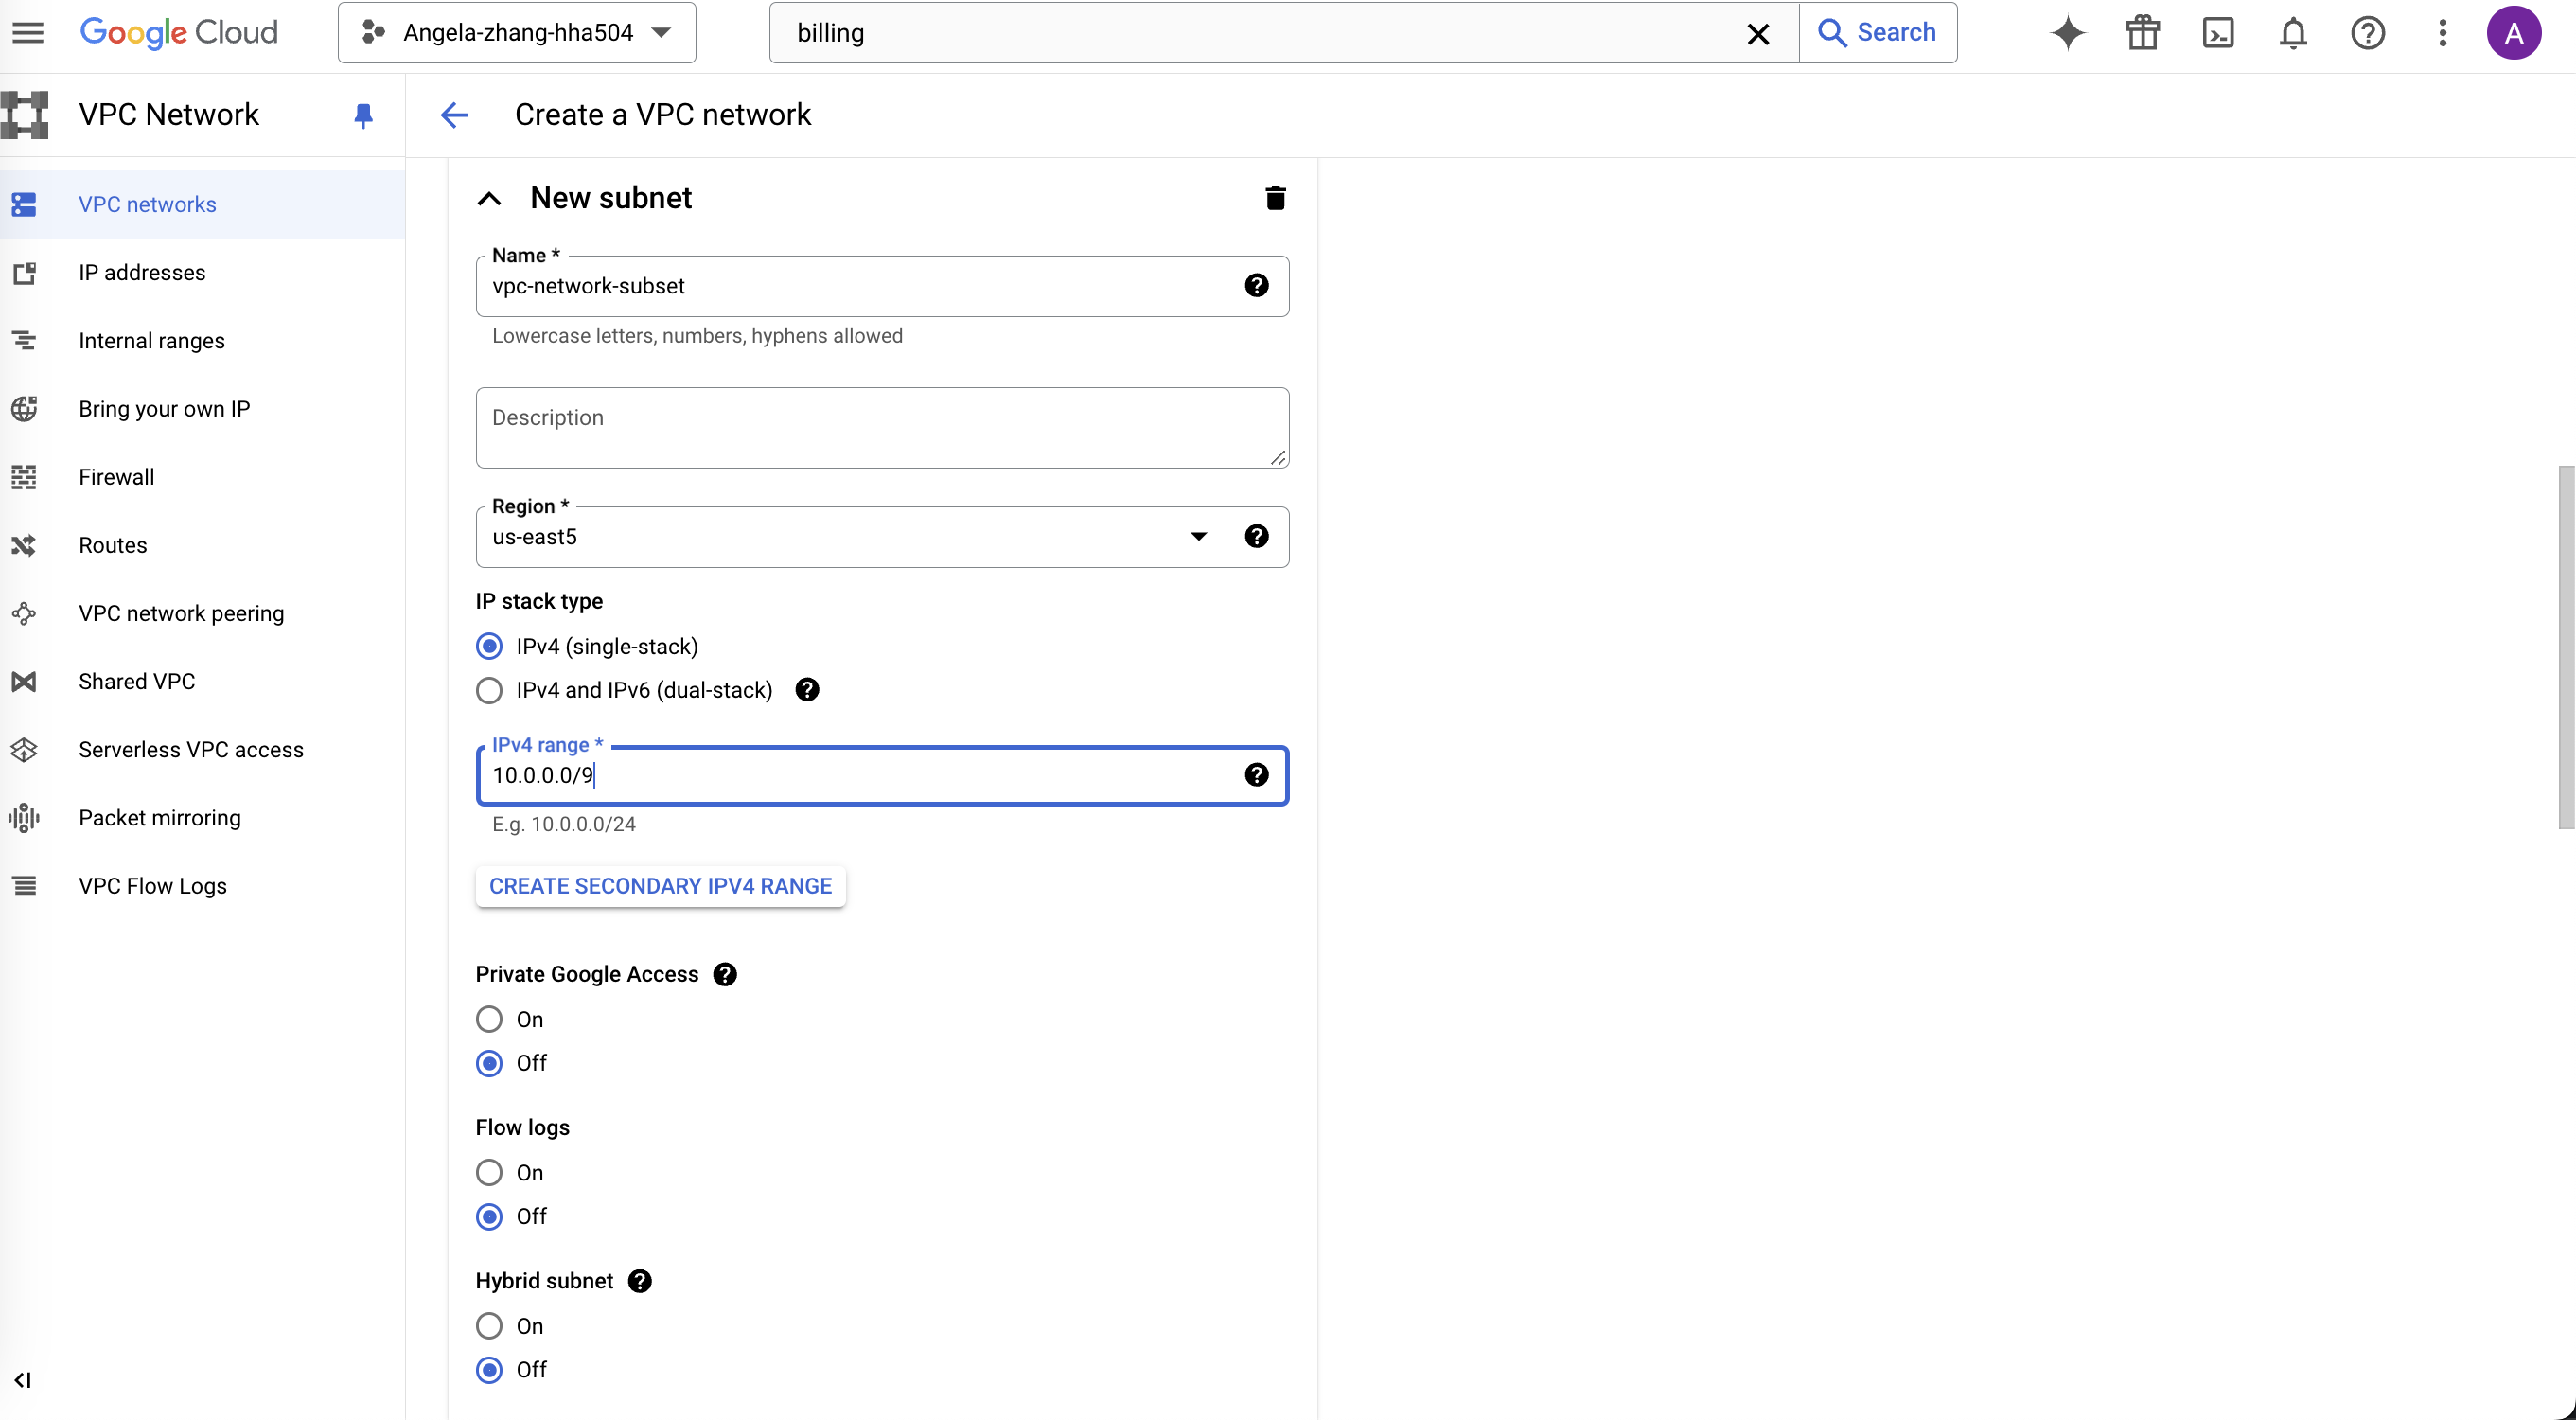 Google Cloud
Angela-zhang-hha504
billing
Search
A
VPC Network
Create a VPC network
VPC networks
IP addresses
Internal ranges
Bring your own IP
Firewall
Routes
VPC network peering
Shared VPC
Serverless VPC access
Packet mirroring
VPC Flow Logs
New subnet
Name *
vpc-network-subset
Lowercase letters, numbers, hyphens allowed
Description
Region *
us-east5
IP stack type
IPv4 (single-stack)
IPv4 and IPv6 (dual-stack)
IPv4 range *
10.0.0.0/9
E.g. 10.0.0.0/24
CREATE SECONDARY IPV4 RANGE
Private Google Access
On
Off
Flow logs
On
Off
Hybrid subnet
On
Off